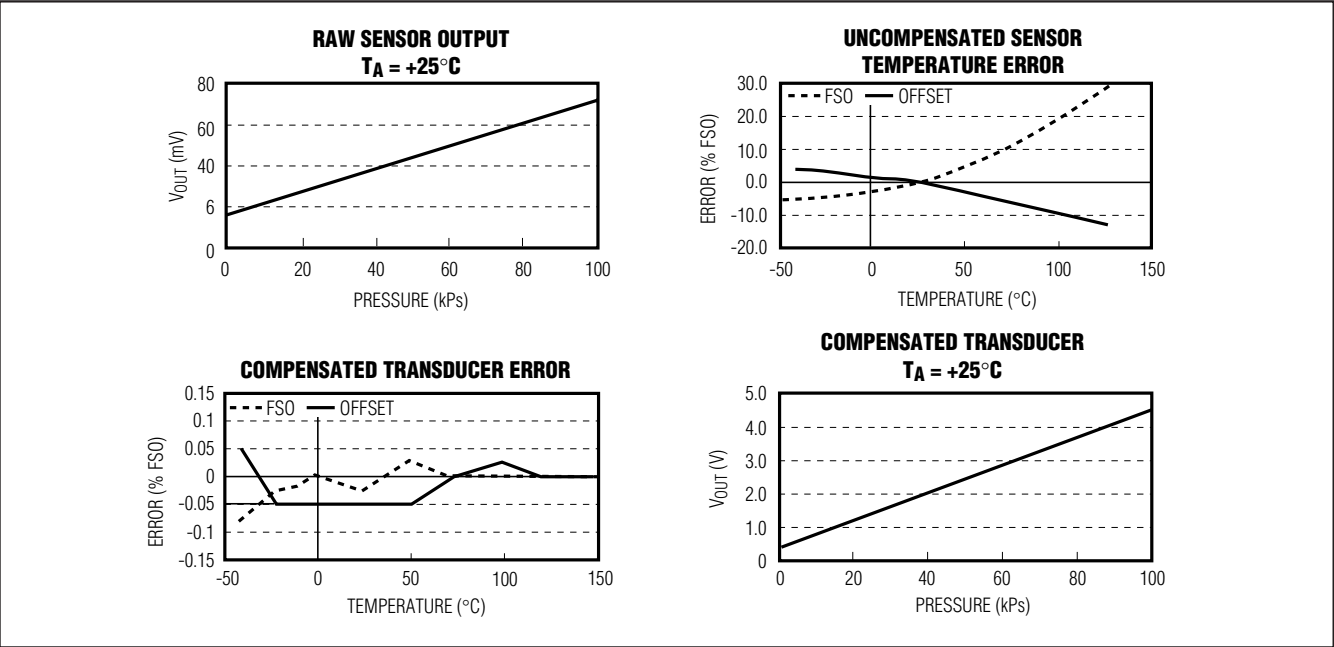 RAW SENSOR OUTPUT
TA = +25°C
80
60
40
6
0
VOUT (mV)
0 20 40 60 80 100
PRESSURE (kPs)
UNCOMPENSATED SENSOR
TEMPERATURE ERROR
FSO OFFSET
30.0
20.0
10.0
0.0
-10.0
-20.0
ERROR (% FSO)
-50 0 50 100 150
TEMPERATURE (°C)
COMPENSATED TRANSDUCER ERROR
FSO OFFSET
0.15
0.1
0.05
0
-0.05
-0.1
-0.15
ERROR (% FSO)
-50 0 50 100 150
TEMPERATURE (°C)
COMPENSATED TRANSDUCER
TA = +25°C
5.0
4.0
3.0
2.0
1.0
0
VOUT (V)
0 20 40 60 80 100
PRESSURE (kPs)